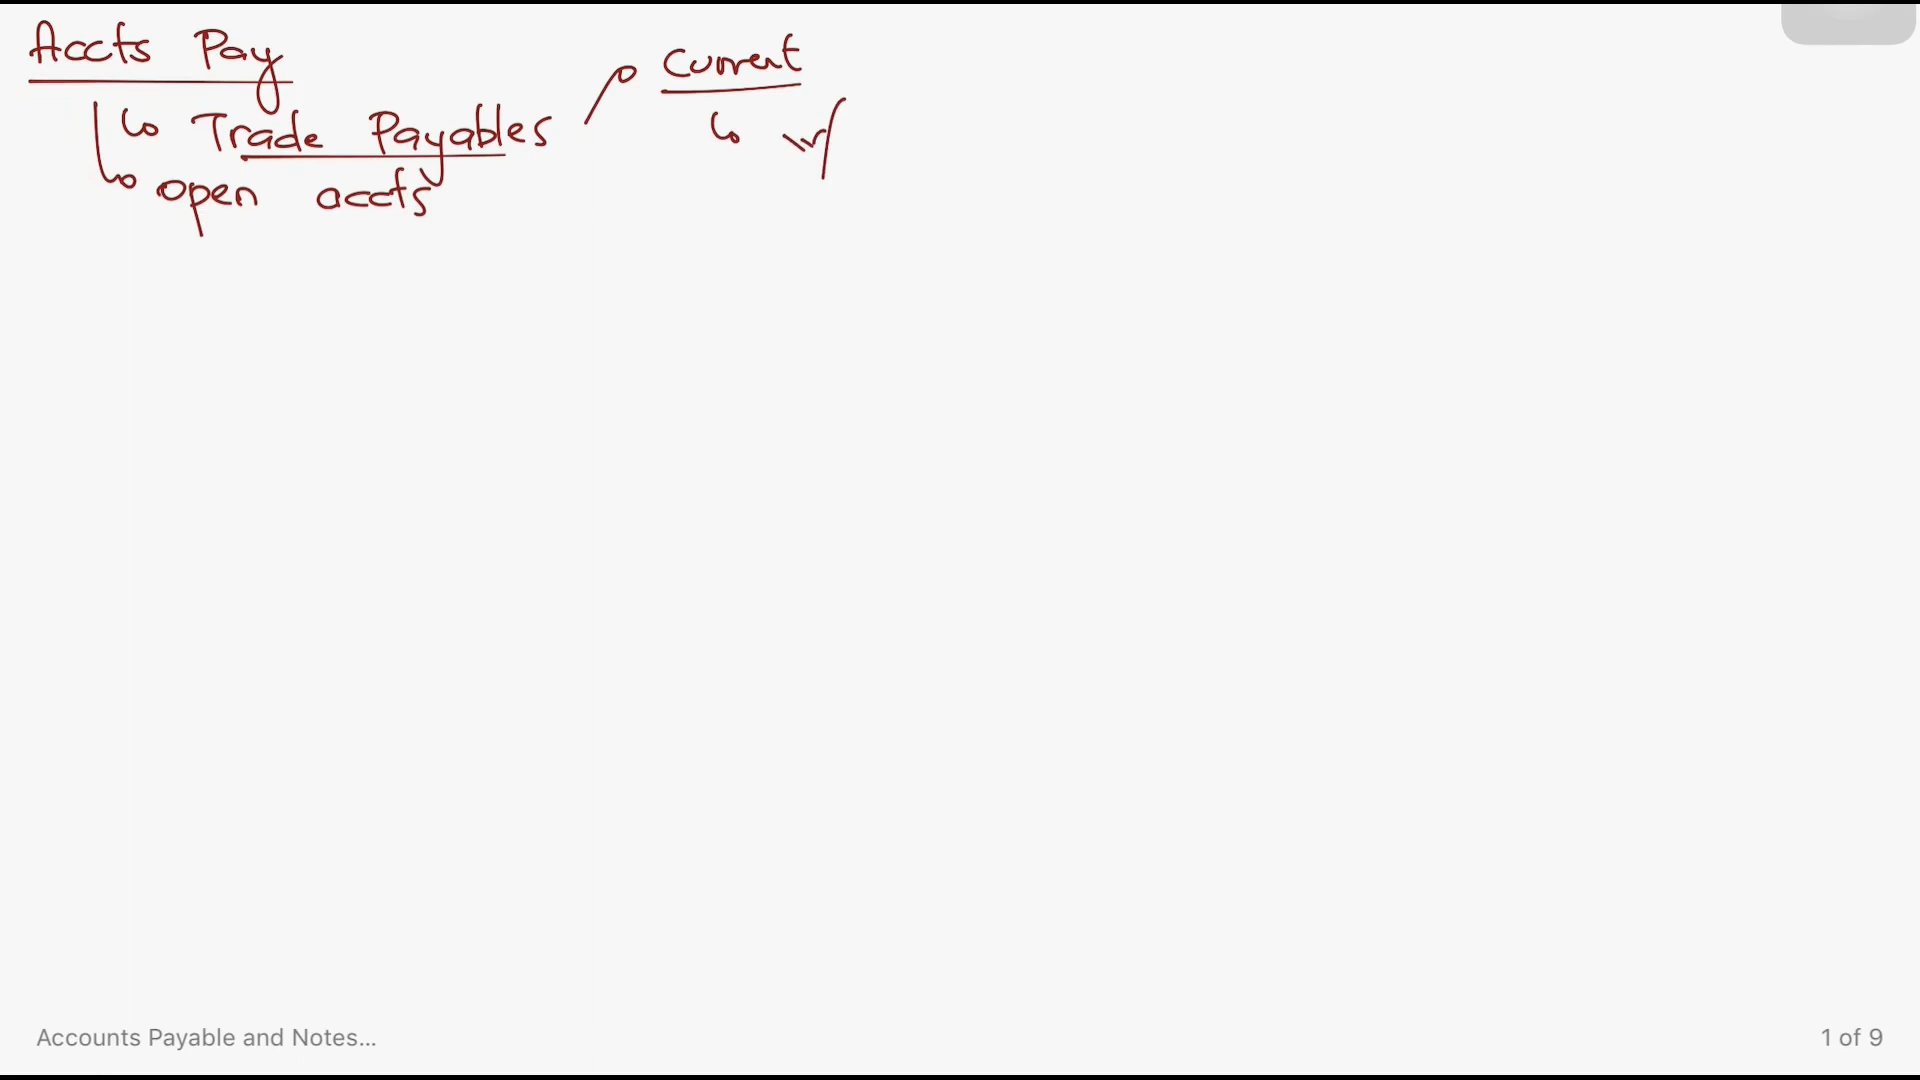 Accts Pay
Trade Payables
open accts
Current
w/
Accounts Payable and Notes...
1 of 9